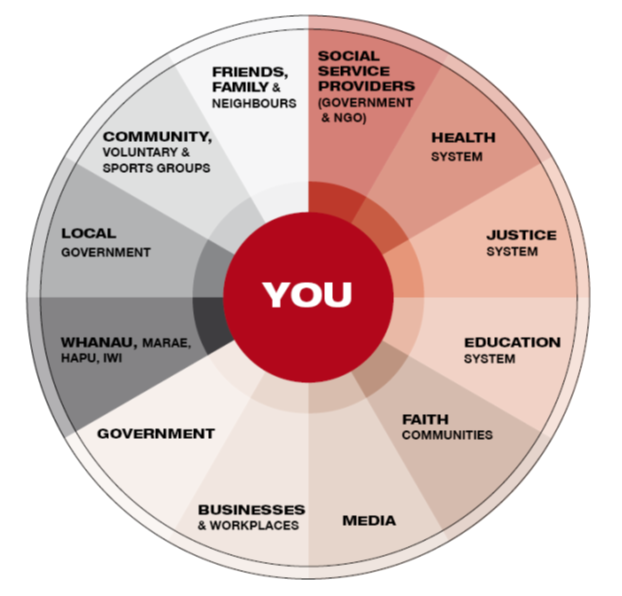 SOCIAL
SERVICE
PROVIDERS
(GOVERNMENT
& NGO)
HEALTH
SYSTEM
JUSTICE
SYSTEM
EDUCATION
SYSTEM
FAITH
COMMUNITIES
MEDIA
BUSINESSES
& WORKPLACES
GOVERNMENT
WHANAU, MARAE,
HAPU, IWI
LOCAL
GOVERNMENT
COMMUNITY,
VOLUNTARY &
SPORTS GROUPS
FRIENDS,
FAMILY &
NEIGHBOURS
YOU